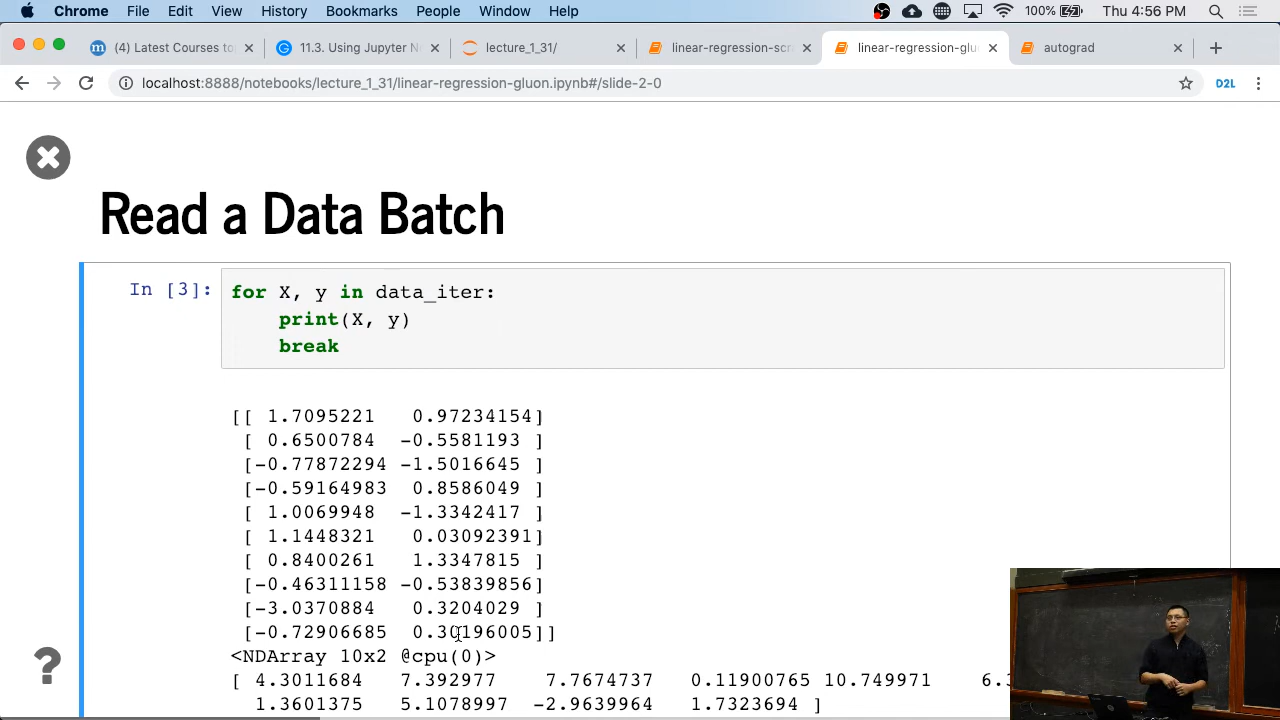 Chrome File Edit View History Bookmarks People Window Help 100% Thu 4:56 PM
(4) Latest Courses to
11.3. Using Jupyter N
lecture_1_31/
linear-regression-scr
linear-regression-glu
autograd
localhost:8888/notebooks/lecture_1_31/linear-regression-gluon.ipynb#/slide-2-0
D2L
Read a Data Batch
In [3]:
for X, y in data_iter:
print(X, y)
break
[[ 1.7095221 0.97234154]
[ 0.6500784 -0.5581193 ]
[-0.77872294 -1.5016645 ]
[-0.59164983 0.8586049 ]
[ 1.0069948 -1.3342417 ]
[ 1.1448321 0.03092391]
[ 0.8400261 1.3347815 ]
[-0.46311158 -0.53839856]
[-3.0370884 0.3204029 ]
[-0.72906685 0.30196005]]
<NDArray 10x2 @cpu(0)>
[ 4.3011684 7.392977 7.7674737 0.11900765 10.749971 6.
1.3601375 5.1078997 -2.9639964 1.7323694 ]